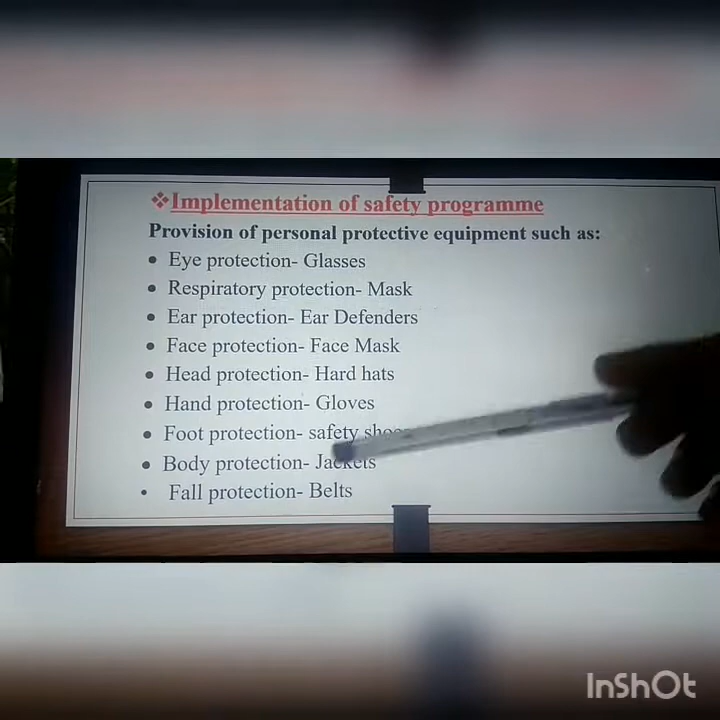 ❖Implementation of safety programme
Provision of personal protective equipment such as:
• Eye protection- Glasses
• Respiratory protection- Mask
• Ear protection- Ear Defenders
• Face protection- Face Mask
• Head protection- Hard hats
• Hand protection- Gloves
• Foot protection- safety
• Body protection- Jackets
• Fall protection- Belts
InShOt